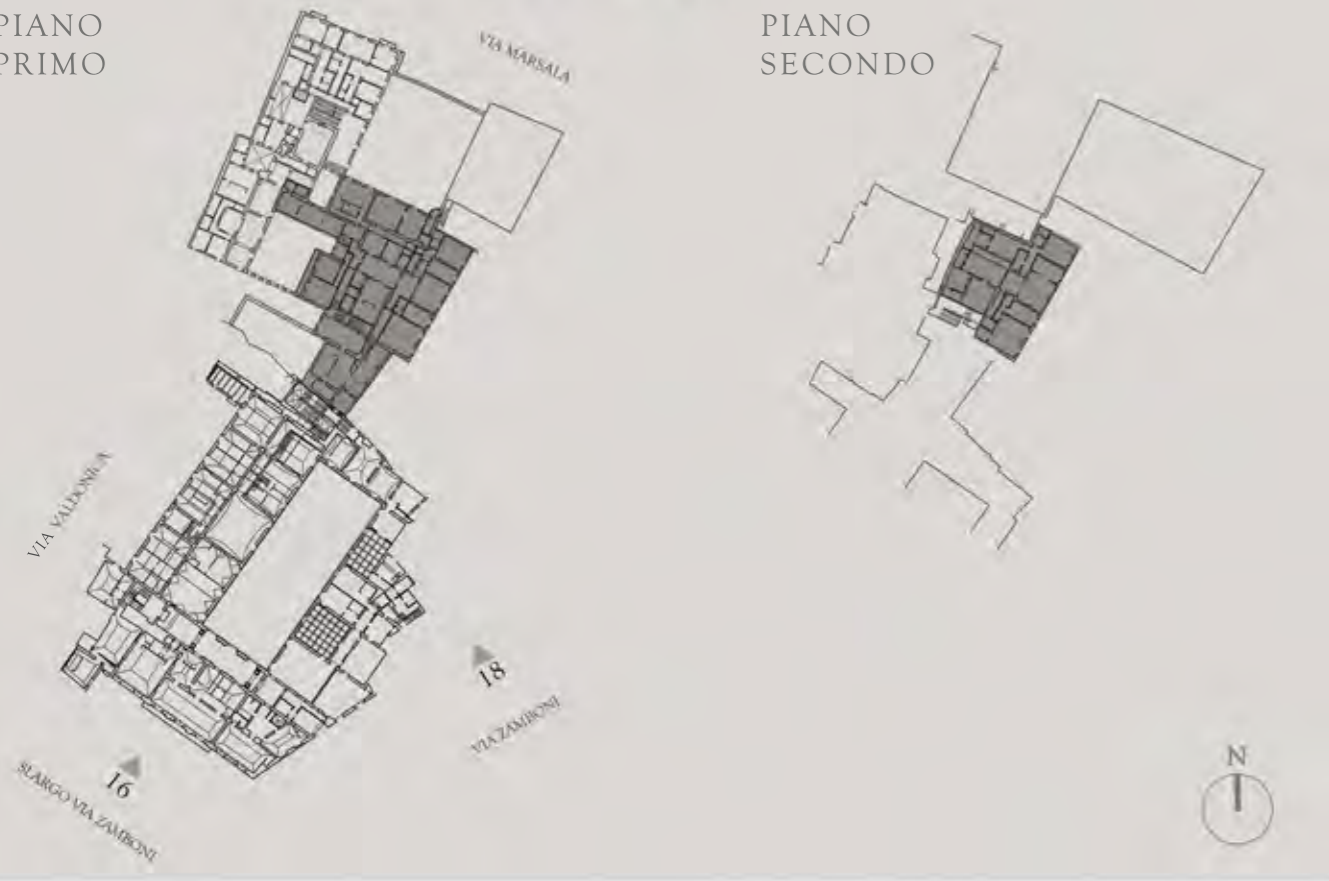 PIANO
PRIMO
VIA MARSALA
PIANO
SECONDO
VIA VALDONICA
18
VIA ZAMBONI
16
SLARGO VIA ZAMBONI
N